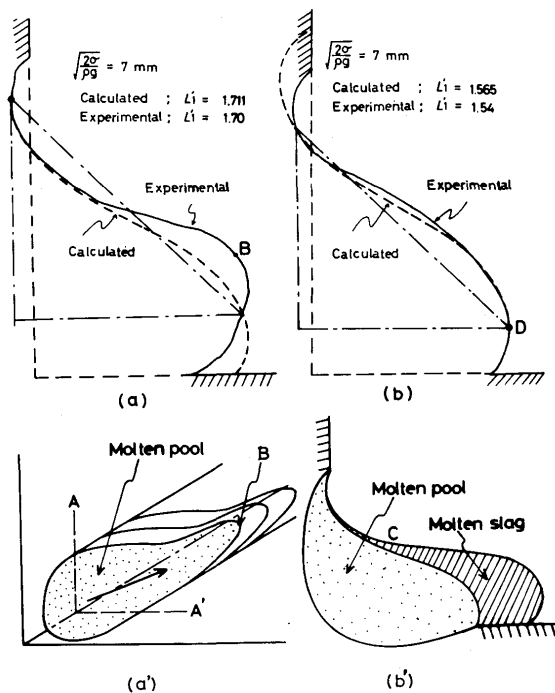 √2σ/ρg = 7 mm
Calculated ; Li = 1.711
Experimental ; Li = 1.70
Experimental
Calculated
B
(a)
√2σ/ρg = 7 mm
Calculated ; Li = 1.565
Experimental ; Li = 1.54
Experimental
Calculated
D
(b)
Molten pool
B
A
A'
(a')
Molten pool
C
Molten slag
(b')